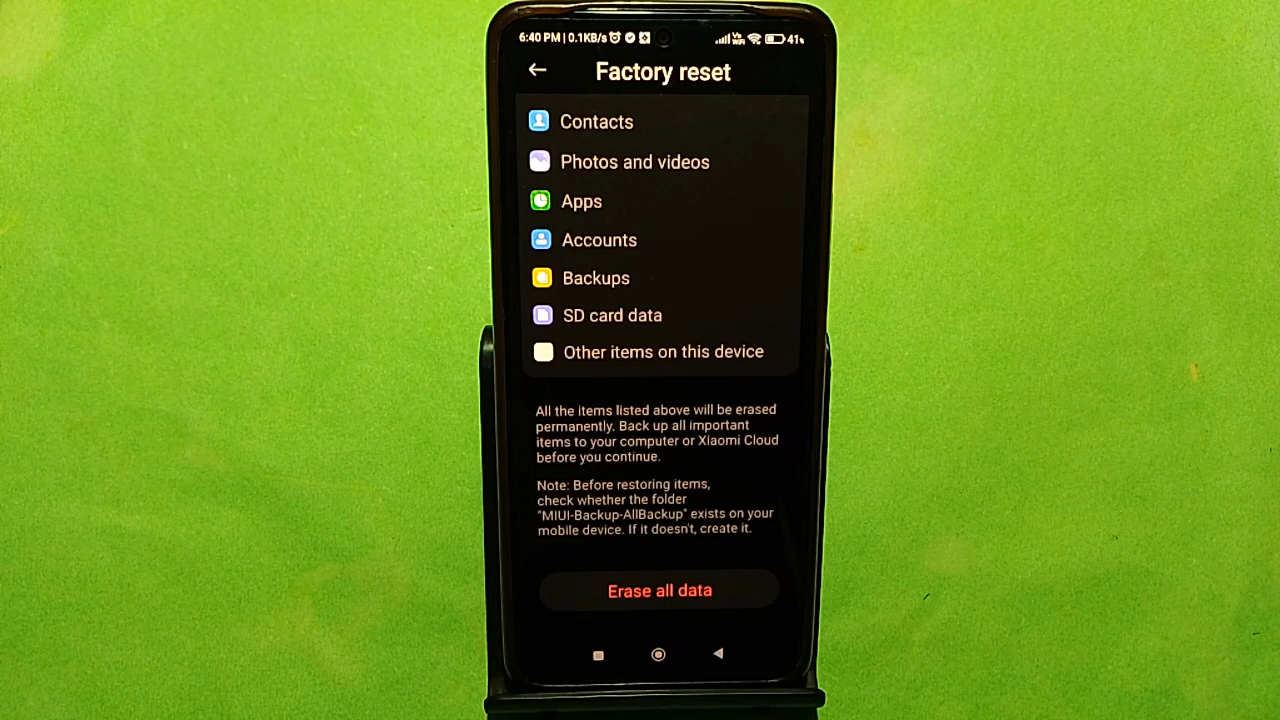 6:40 PM | 0.1KB/s Vo WiFi 41%
Factory reset
Contacts
Photos and videos
Apps
Accounts
Backups
SD card data
Other items on this device
All the items listed above will be erased
permanently. Back up all important
items to your computer or Xiaomi Cloud
before you continue.
Note: Before restoring items,
check whether the folder
"MIUI-Backup-AllBackup" exists on your
mobile device. If it doesn't, create it.
Erase all data